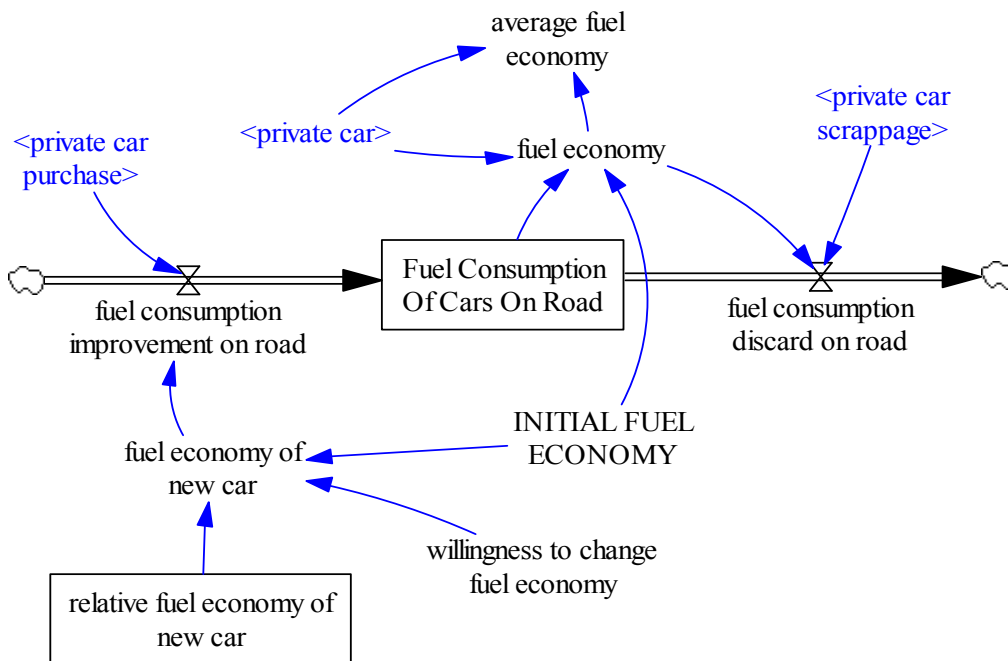 average fuel
economy
<private car
scrappage>
<private car
purchase>
<private car>
fuel economy
Fuel Consumption
Of Cars On Road
fuel consumption
improvement on road
fuel consumption
discard on road
INITIAL FUEL
ECONOMY
fuel economy of
new car
willingness to change
fuel economy
relative fuel economy of
new car